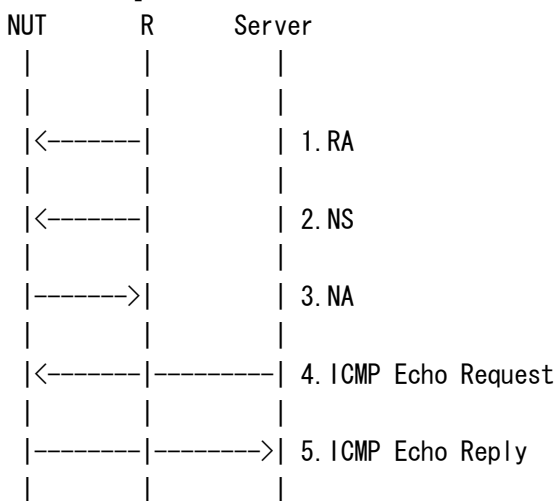 NUT R Server
| | |
| | |
|<-------| | 1.RA
| | |
|<-------| | 2.NS
| | |
|------->| | 3.NA
| | |
|<-------|---------| 4.ICMP Echo Request
| | |
|--------|-------->| 5.ICMP Echo Reply
| | |